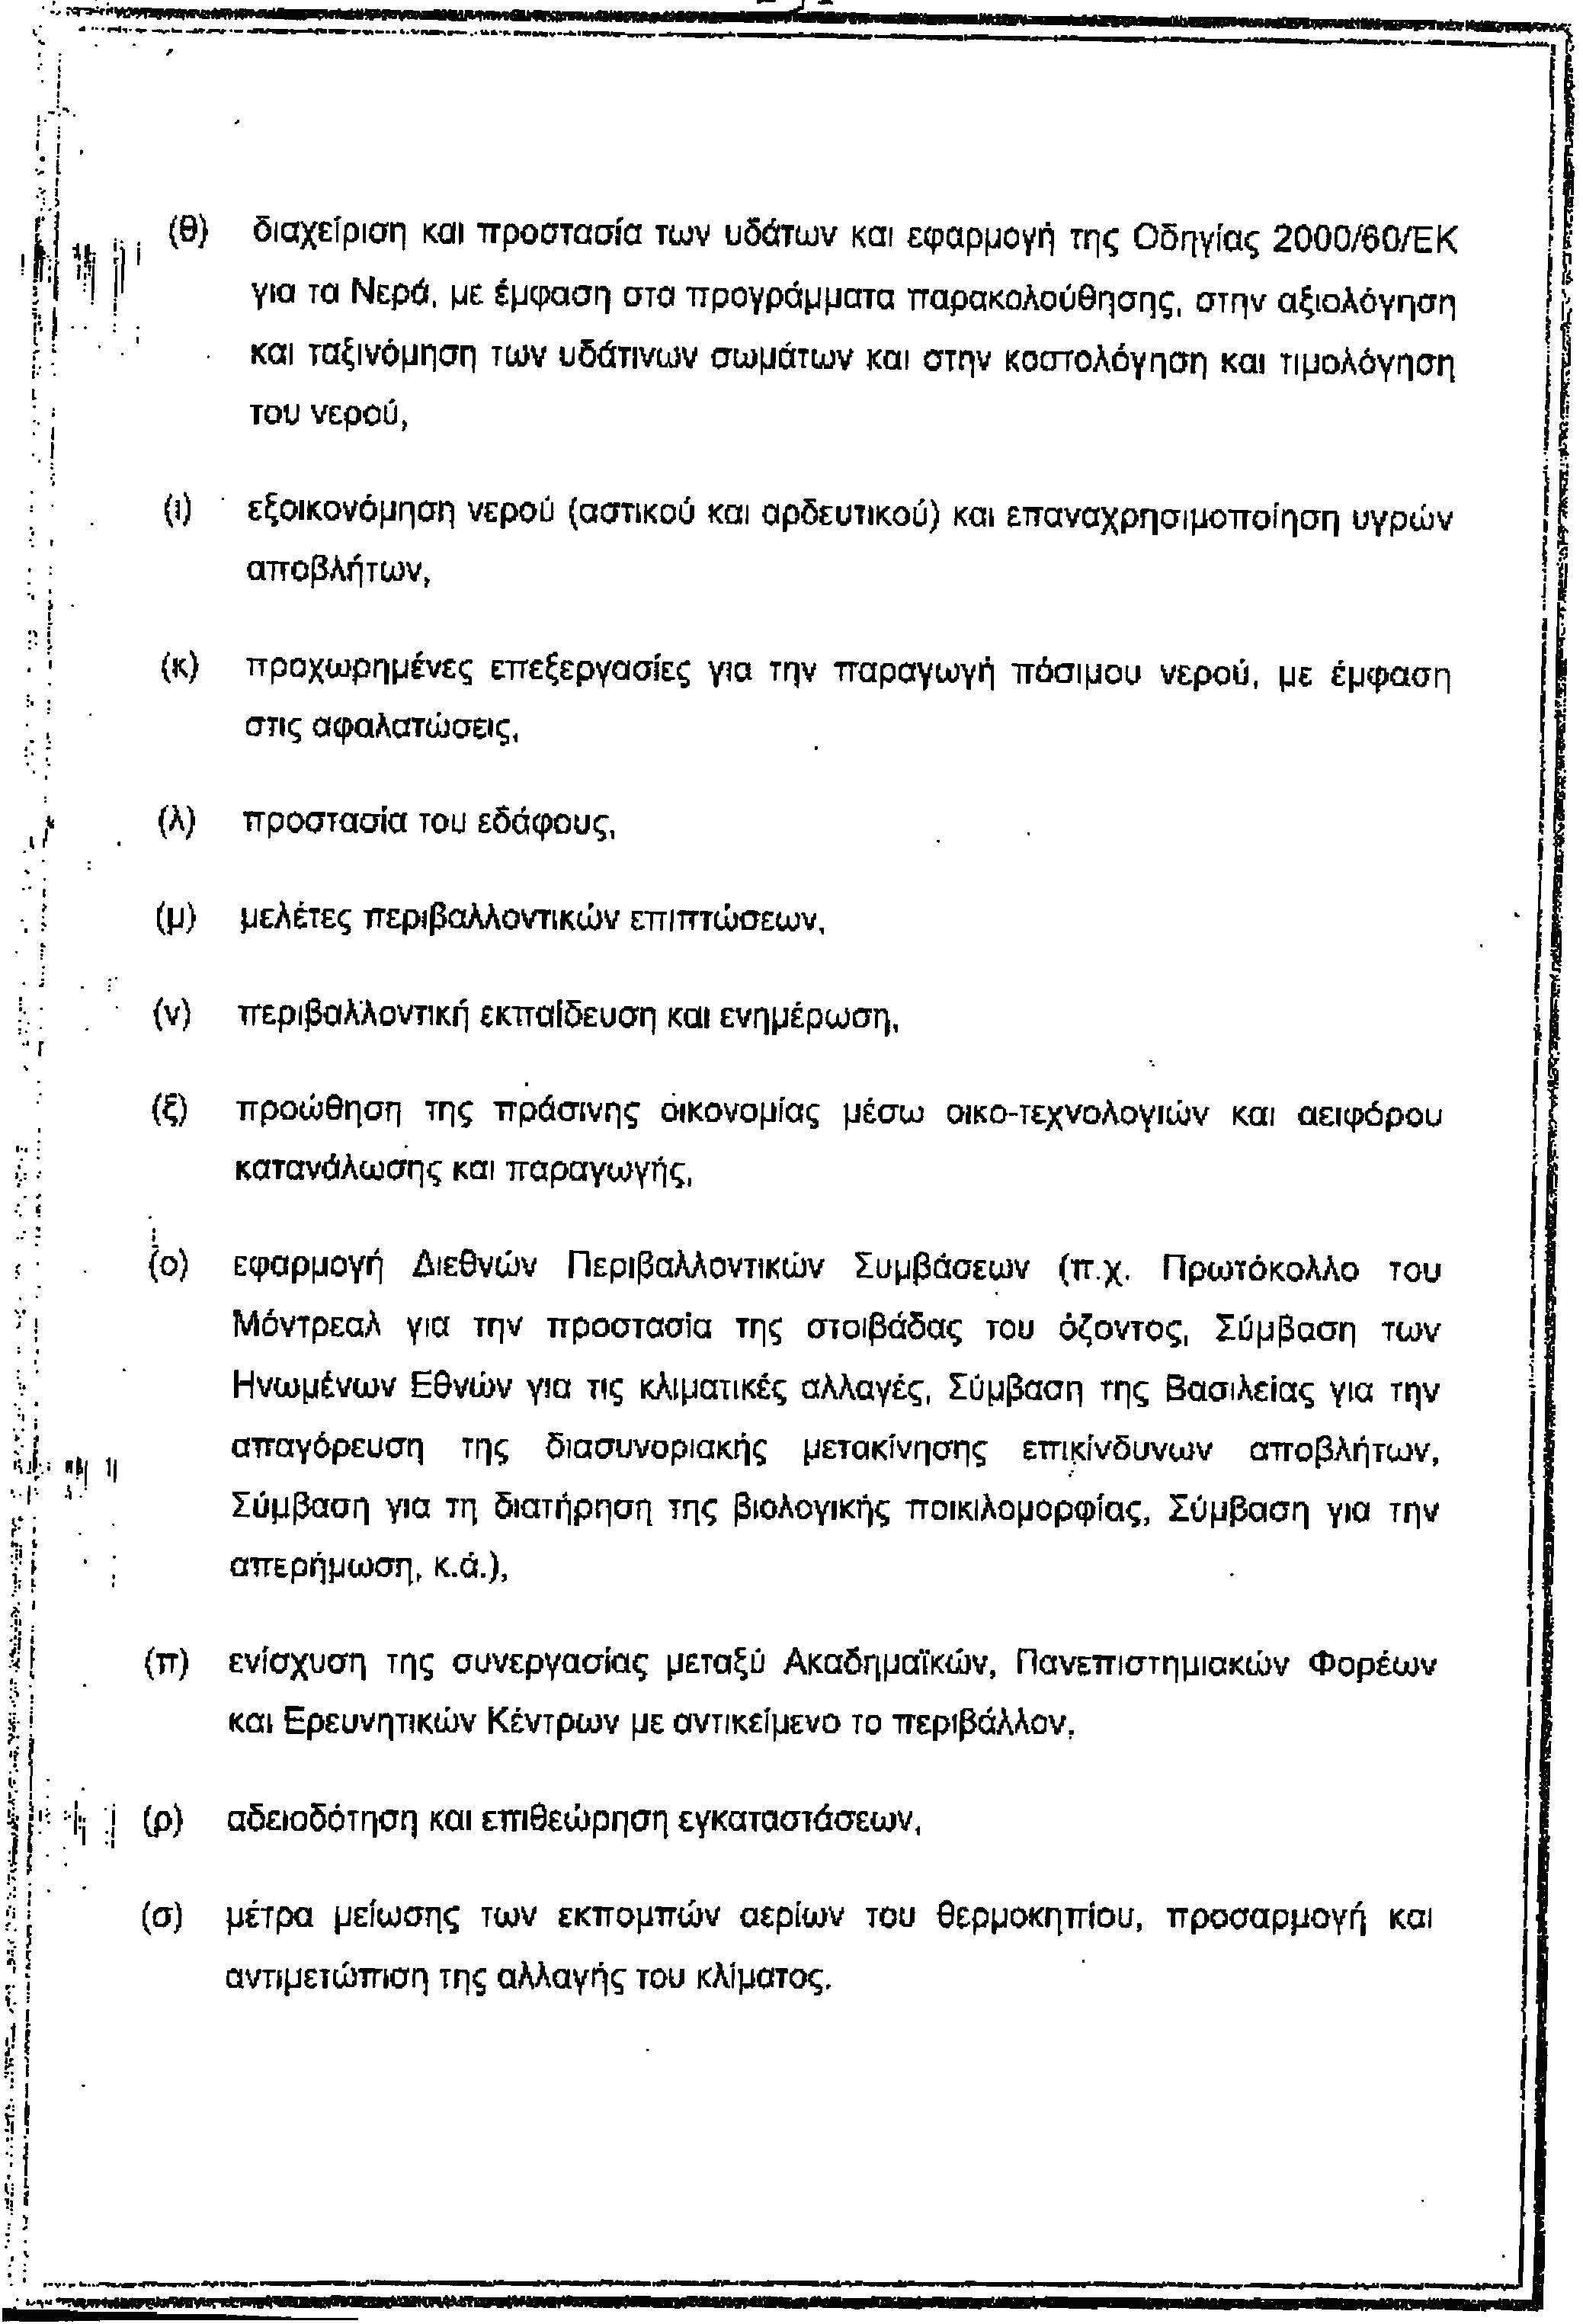 (θ) διαχείριση και προστασία των υδάτων και εφαρμογή της Οδηγίας 2000/60/ΕΚ
για τα Νερά, με έμφαση στα προγράμματα παρακολούθησης, στην αξιολόγηση
και ταξινόμηση των υδάτινων σωμάτων και στην κοστολόγηση και τιμολόγηση
του νερού,
(ι) εξοικονόμηση νερού (αστικού και αρδευτικού) και επαναχρησιμοποίηση υγρών
αποβλήτων,
(κ) προχωρημένες επεξεργασίες για την παραγωγή πόσιμου νερού, με έμφαση
στις αφαλατώσεις,
(λ) προστασία του εδάφους,
(μ) μελέτες περιβαλλοντικών επιπτώσεων,
(ν) περιβαλλοντική εκπαίδευση και ενημέρωση,
(ξ) προώθηση της πράσινης οικονομίας μέσω οικο-τεχνολογιών και αειφόρου
κατανάλωσης και παραγωγής,
(ο) εφαρμογή Διεθνών Περιβαλλοντικών Συμβάσεων (π.χ. Πρωτόκολλο του
Μόντρεαλ για την προστασία της στοιβάδας του όζοντος, Σύμβαση των
Ηνωμένων Εθνών για τις κλιματικές αλλαγές, Σύμβαση της Βασιλείας για την
απαγόρευση της διασυνοριακής μετακίνησης επικίνδυνων αποβλήτων,
Σύμβαση για τη διατήρηση της βιολογικής ποικιλομορφίας, Σύμβαση για την
απερήμωση, κ.ά.),
(π) ενίσχυση της συνεργασίας μεταξύ Ακαδημαϊκών, Πανεπιστημιακών Φορέων
και Ερευνητικών Κέντρων με αντικείμενο το περιβάλλον,
(ρ) αδειοδότηση και επιθεώρηση εγκαταστάσεων,
(σ) μέτρα μείωσης των εκπομπών αερίων του θερμοκηπίου, προσαρμογή και
αντιμετώπιση της αλλαγής του κλίματος.